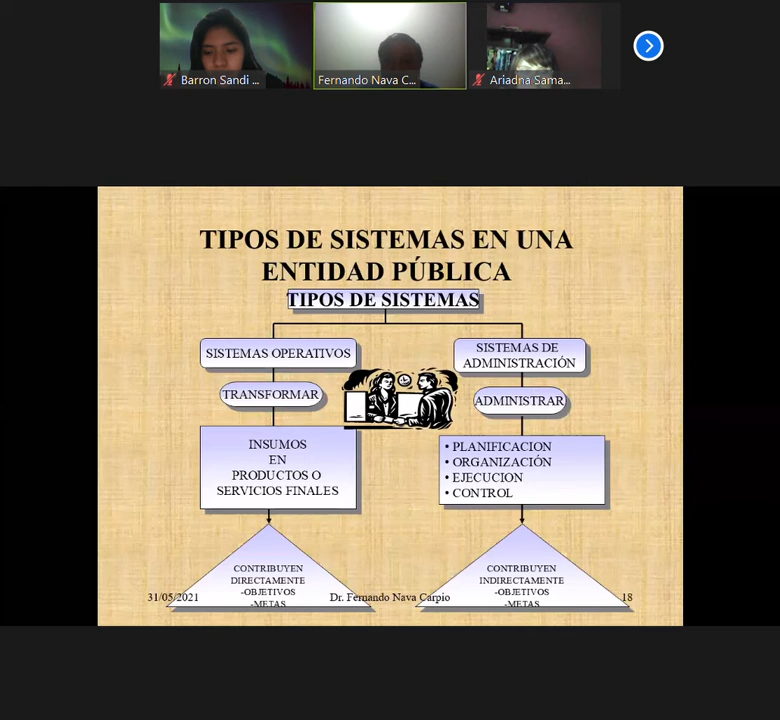 Barron Sandi ...
Fernando Nava C...
Ariadna Sama...
TIPOS DE SISTEMAS EN UNA
ENTIDAD PÚBLICA
TIPOS DE SISTEMAS
SISTEMAS OPERATIVOS
TRANSFORMAR
INSUMOS
EN
PRODUCTOS O
SERVICIOS FINALES
CONTRIBUYEN
DIRECTAMENTE
-OBJETIVOS
-METAS
SISTEMAS DE
ADMINISTRACIÓN
ADMINISTRAR
• PLANIFICACION
• ORGANIZACIÓN
• EJECUCION
• CONTROL
CONTRIBUYEN
INDIRECTAMENTE
-OBJETIVOS
-METAS
31/05/2021
Dr. Fernando Nava Carpio
18